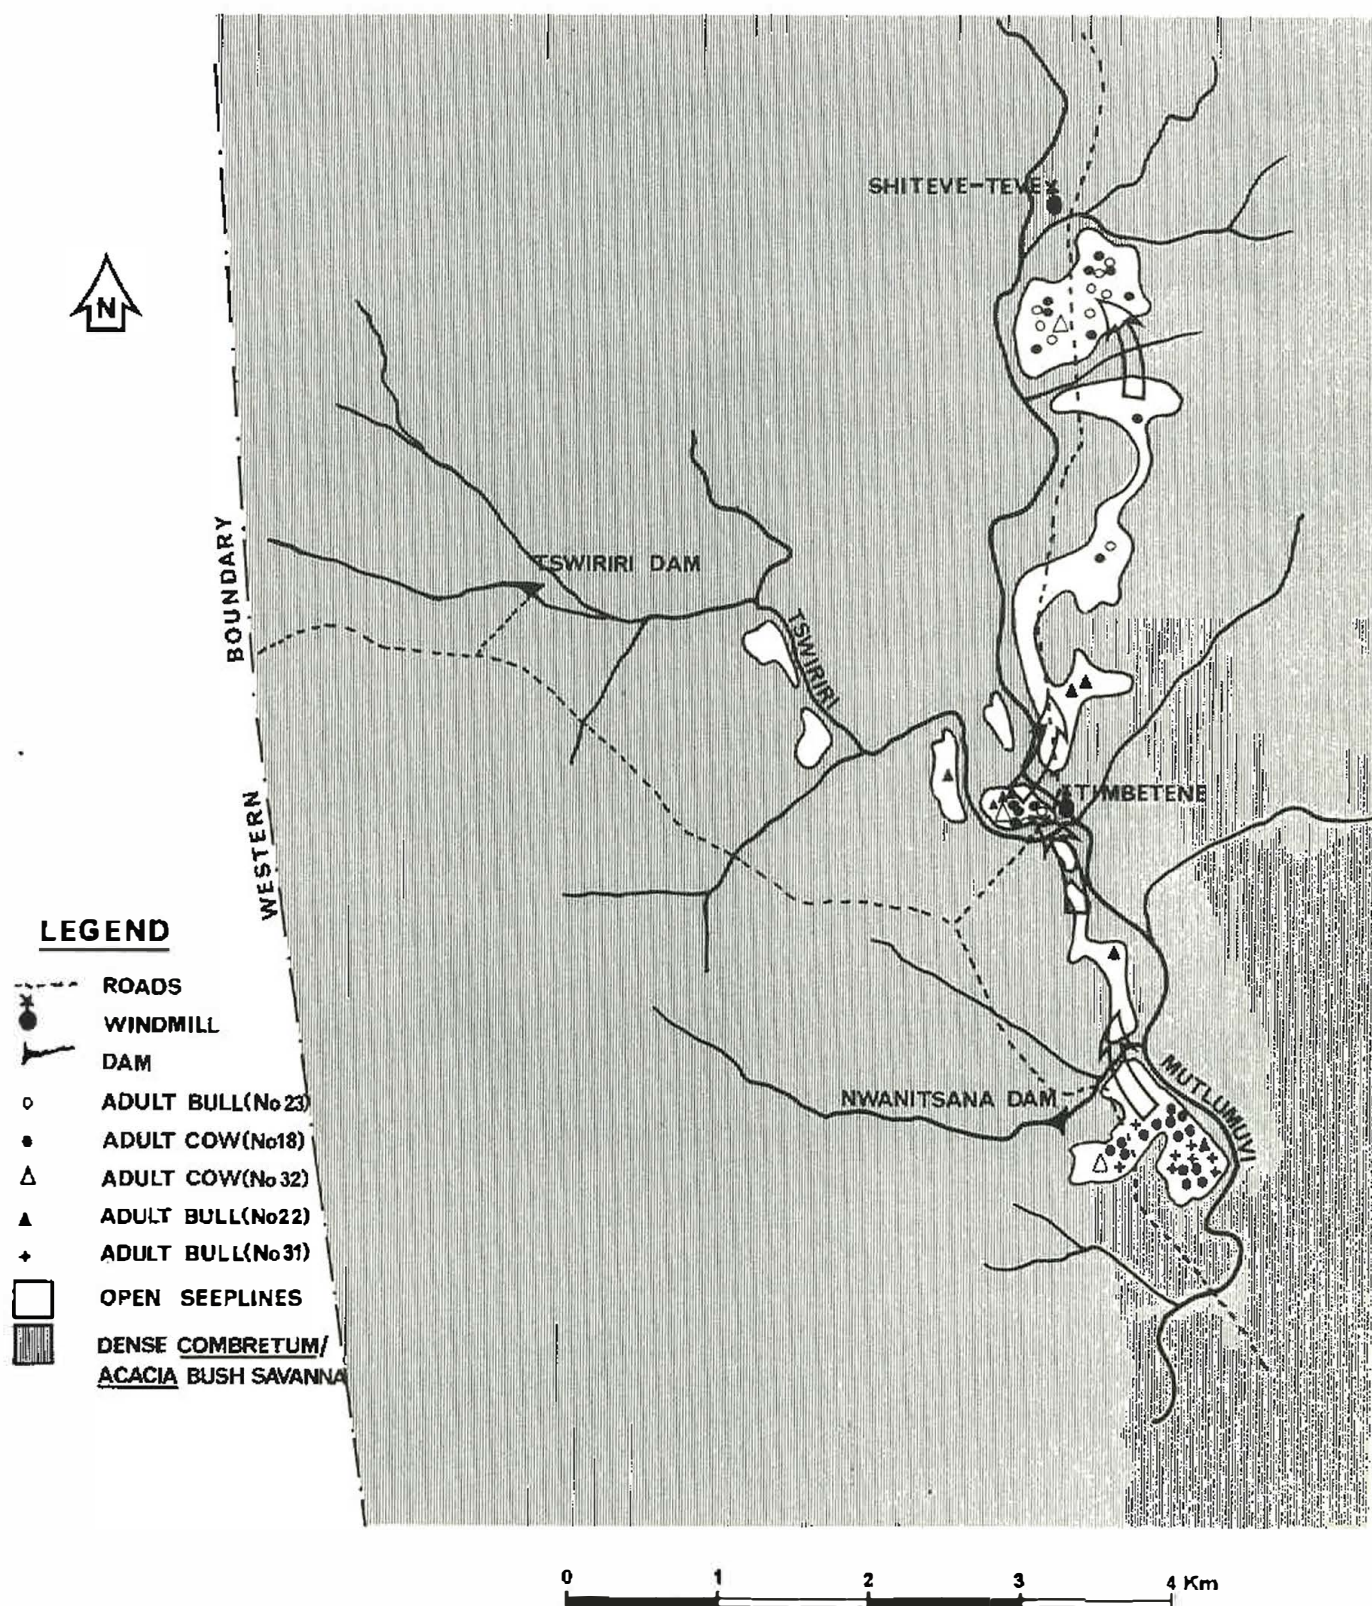 SHITEVE-TEVE
N
TSWIRIRI DAM
TSWIRIRI
BOUNDARY
WESTERN
TIMBETENE
NWANITSANA DAM
MUTLUMUVI
LEGEND
ROADS
WINDMILL
DAM
ADULT BULL(No23)
ADULT COW(No18)
ADULT COW(No32)
ADULT BULL(No22)
ADULT BULL(No31)
OPEN SEEPLINES
DENSE COMBRETUM/
ACACIA BUSH SAVANNA
0 1 2 3 4 Km